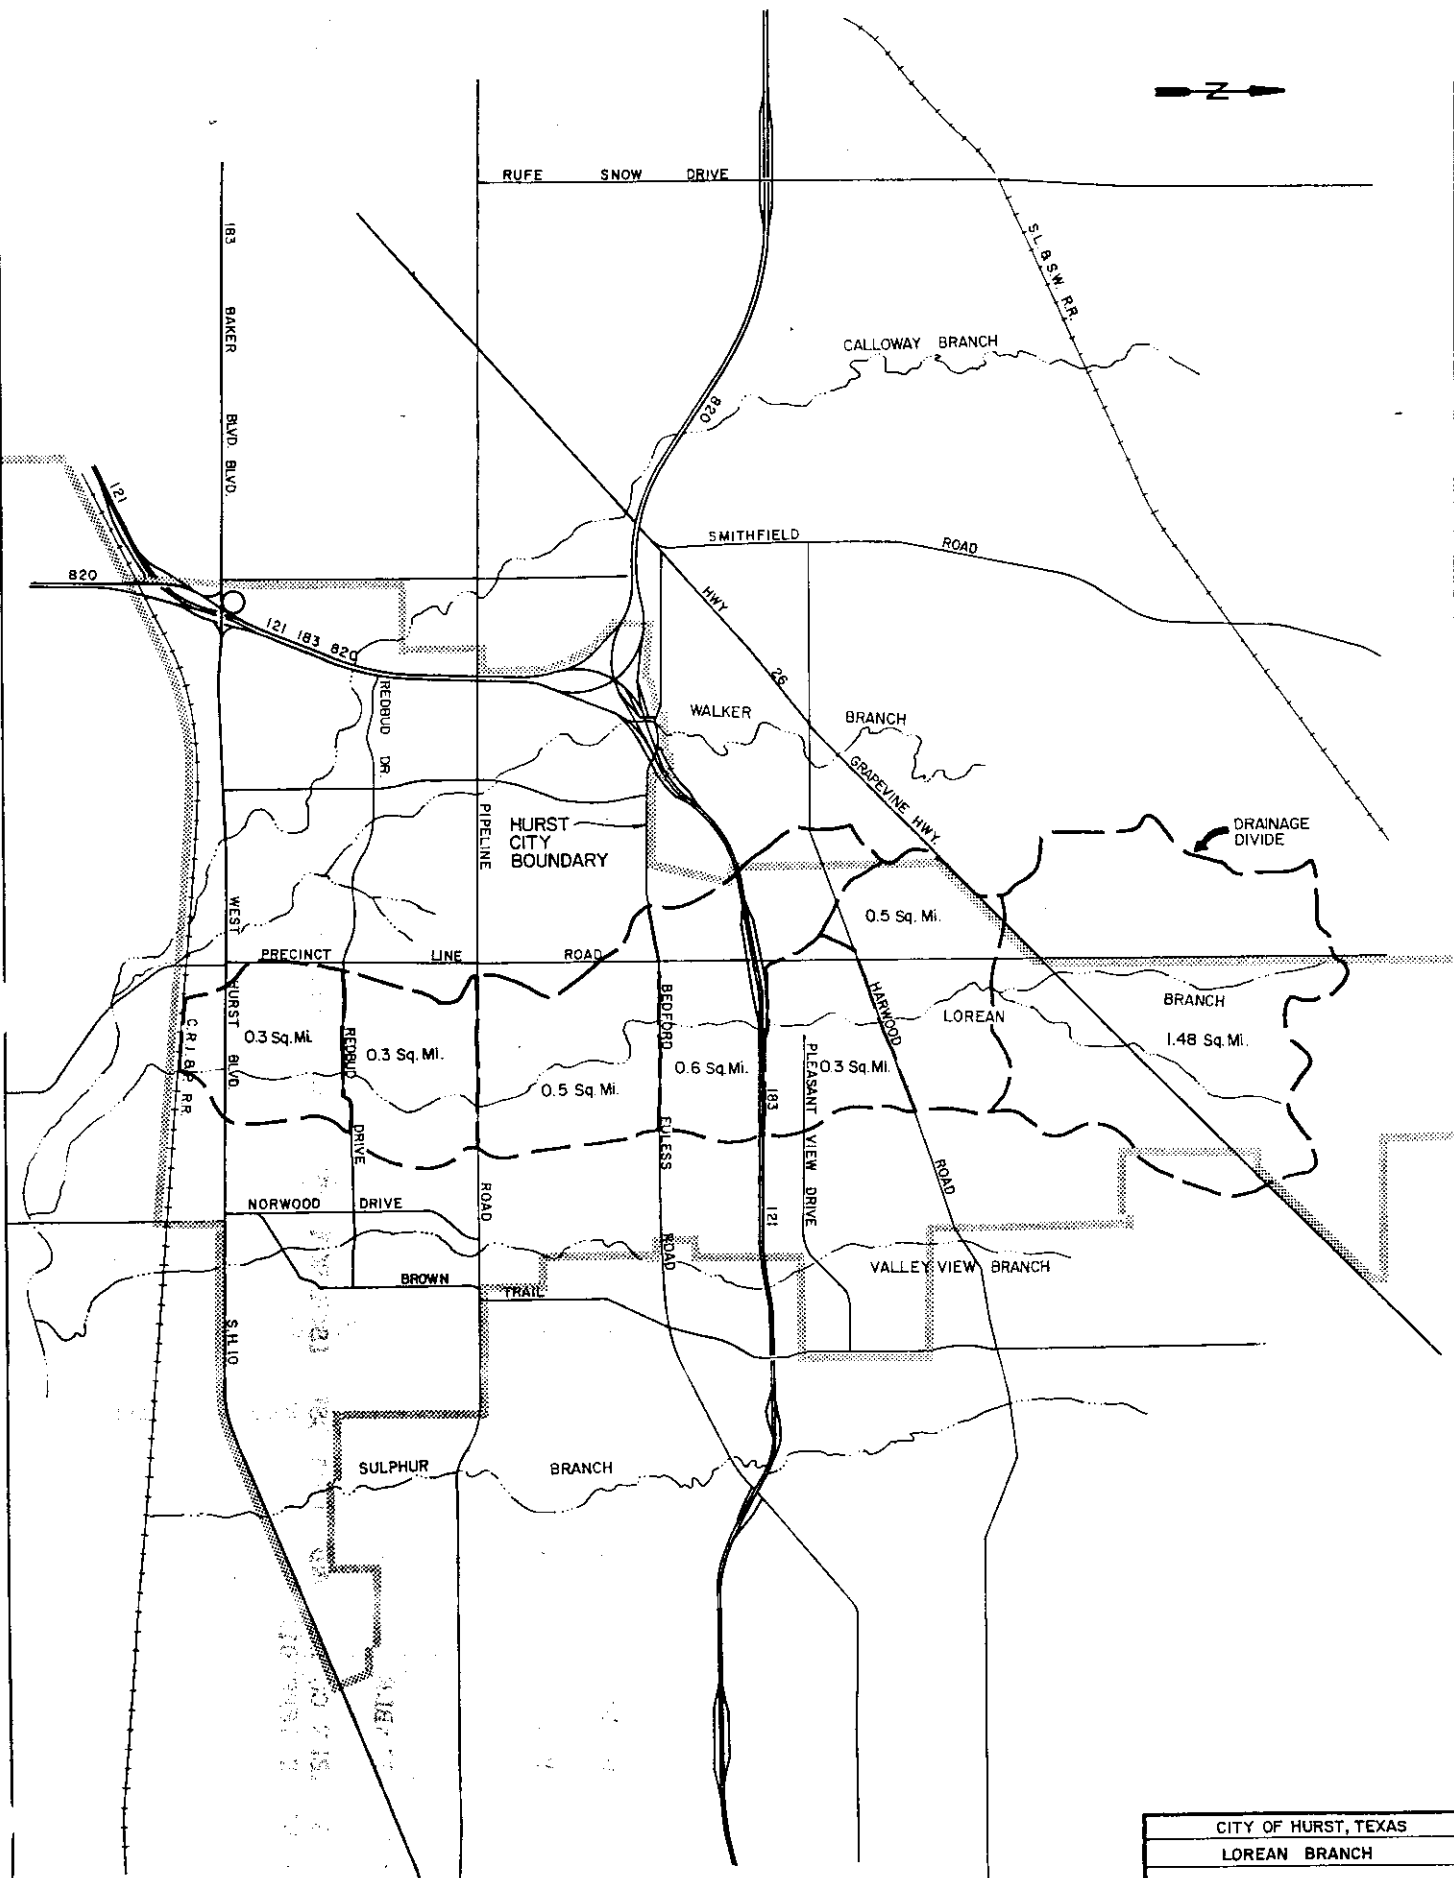 N
RUFE SNOW DRIVE
183 BAKER BLVD. BLVD.
S.L. & S.W. R.R.
CALLOWAY BRANCH
820
121
SMITHFIELD ROAD
820
HWY 26
121 183 820
REDBUD DR.
WALKER BRANCH
GRAPEVINE HWY.
PIPELINE
HURST
CITY
BOUNDARY
DRAINAGE
DIVIDE
WEST HURST BLVD.
0.5 Sq. Mi.
PRECINCT LINE ROAD
BEDFORD EULESS ROAD
HARWOOD ROAD
LOREAN BRANCH
C.R.I. & P. RR.
0.3 Sq. Mi.
REDBUD DRIVE
0.3 Sq. Mi.
0.5 Sq. Mi.
0.6 Sq. Mi.
0.3 Sq. Mi.
1.48 Sq. Mi.
183
PLEASANT VIEW DRIVE
ROAD
NORWOOD DRIVE
121
BROWN TRAIL
VALLEY VIEW BRANCH
S.H. 10
SULPHUR BRANCH
CITY OF HURST, TEXAS
LOREAN BRANCH